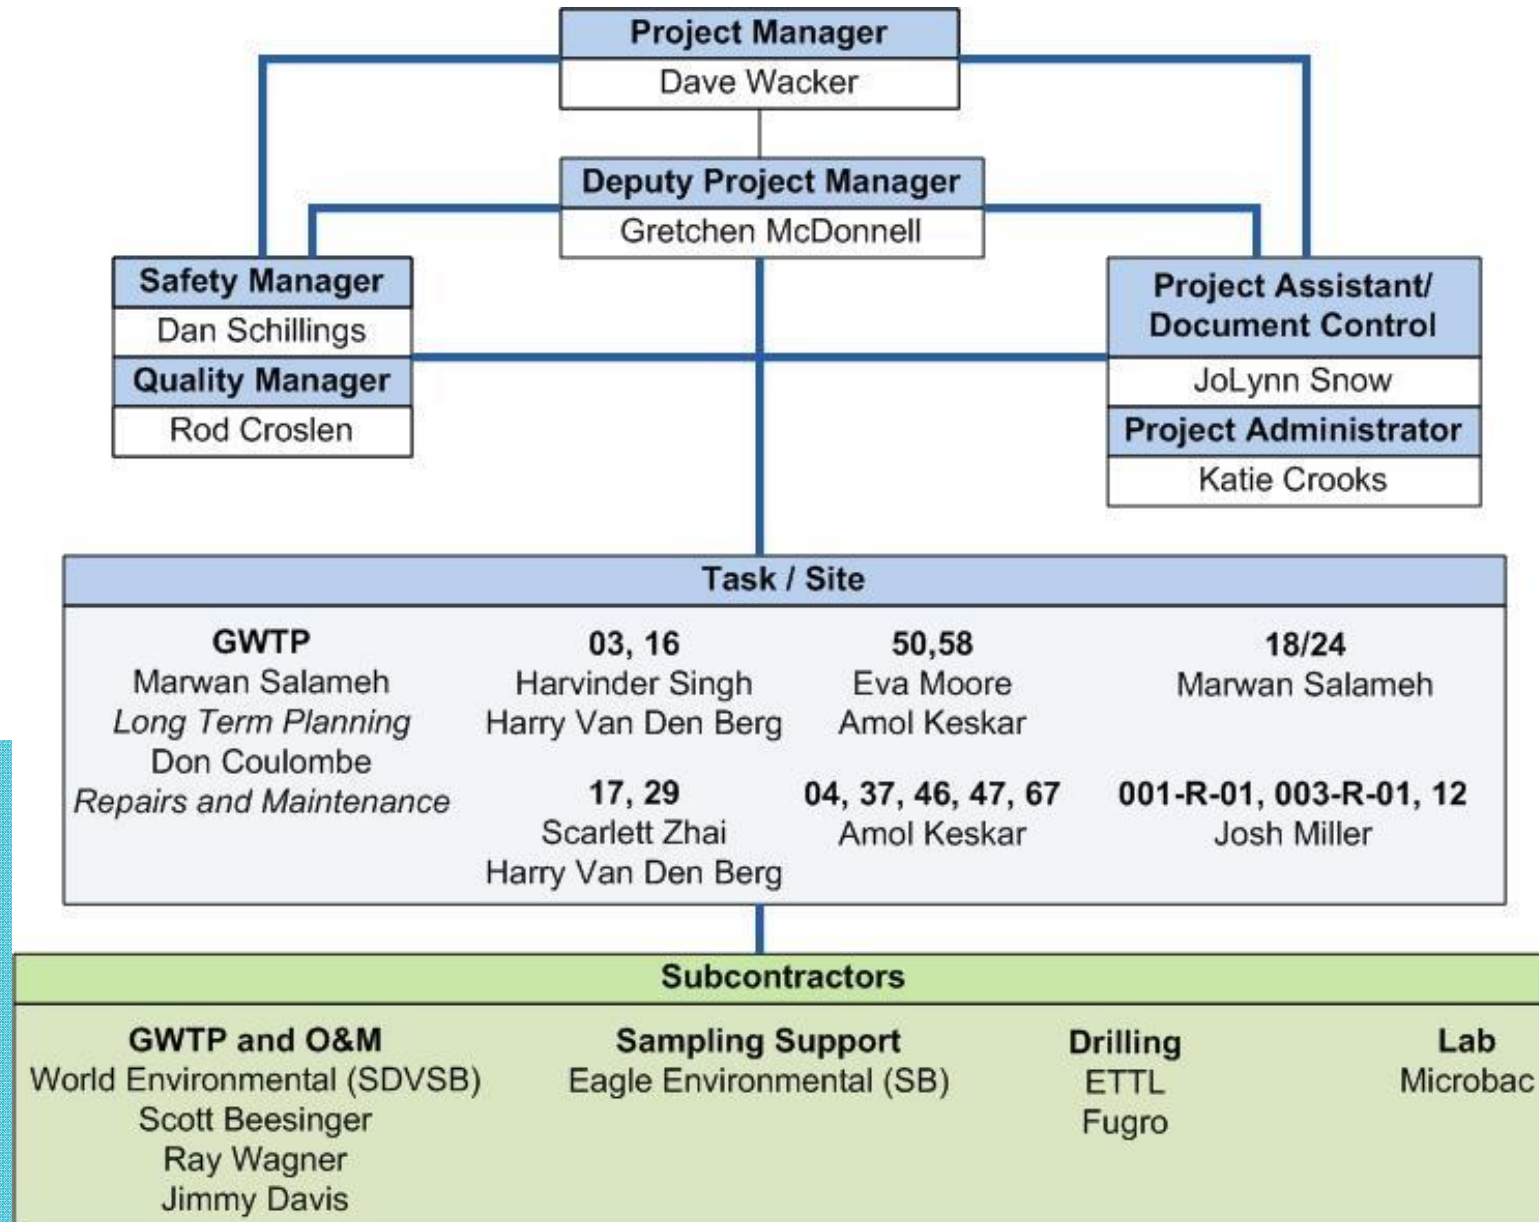 Project Manager
Dave Wacker
Deputy Project Manager
Gretchen McDonnell
Safety Manager
Dan Schillings
Quality Manager
Rod Croslen
Project Assistant/
Document Control
JoLynn Snow
Project Administrator
Katie Crooks
Task / Site
GWTP
Marwan Salameh
Long Term Planning
Don Coulombe
Repairs and Maintenance
03, 16
Harvinder Singh
Harry Van Den Berg
17, 29
Scarlett Zhai
Harry Van Den Berg
50,58
Eva Moore
Amol Keskar
04, 37, 46, 47, 67
Amol Keskar
18/24
Marwan Salameh
001-R-01, 003-R-01, 12
Josh Miller
Subcontractors
GWTP and O&M
World Environmental (SDVSB)
Scott Beesinger
Ray Wagner
Jimmy Davis
Sampling Support
Eagle Environmental (SB)
Drilling
ETTL
Fugro
Lab
Microbac